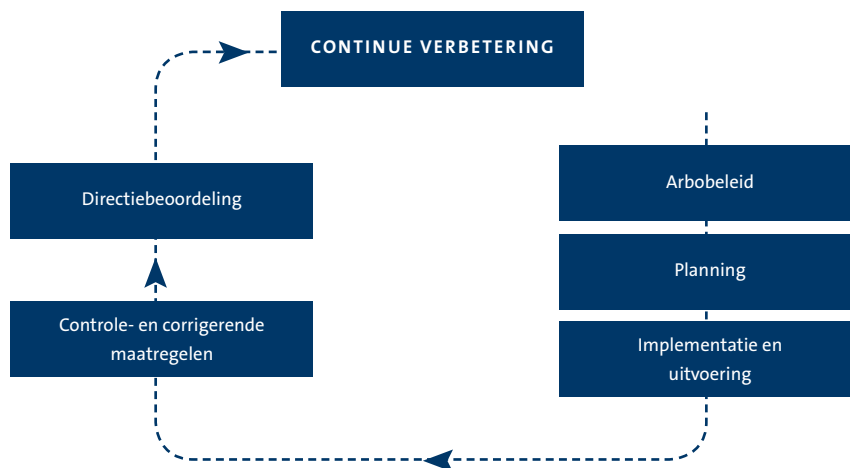 CONTINUE VERBETERING
Arbobeleid
Planning
Implementatie en
uitvoering
Controle- en corrigerende
maatregelen
Directiebeoordeling